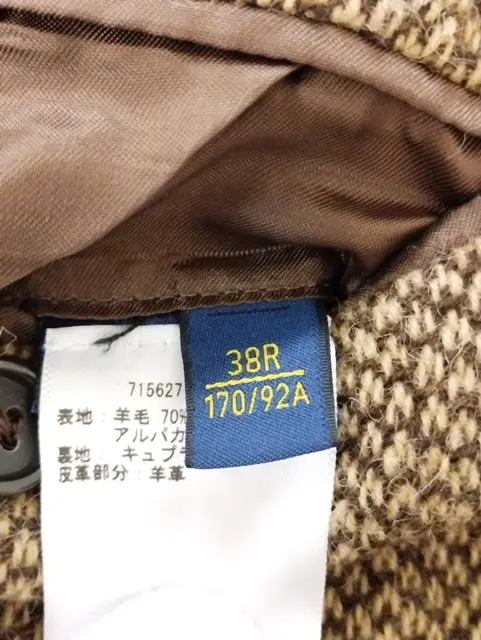 38R
170/92A
715627
表地: 羊毛 70%
アルパカ
裏地: キュプラ
皮革部分: 羊革